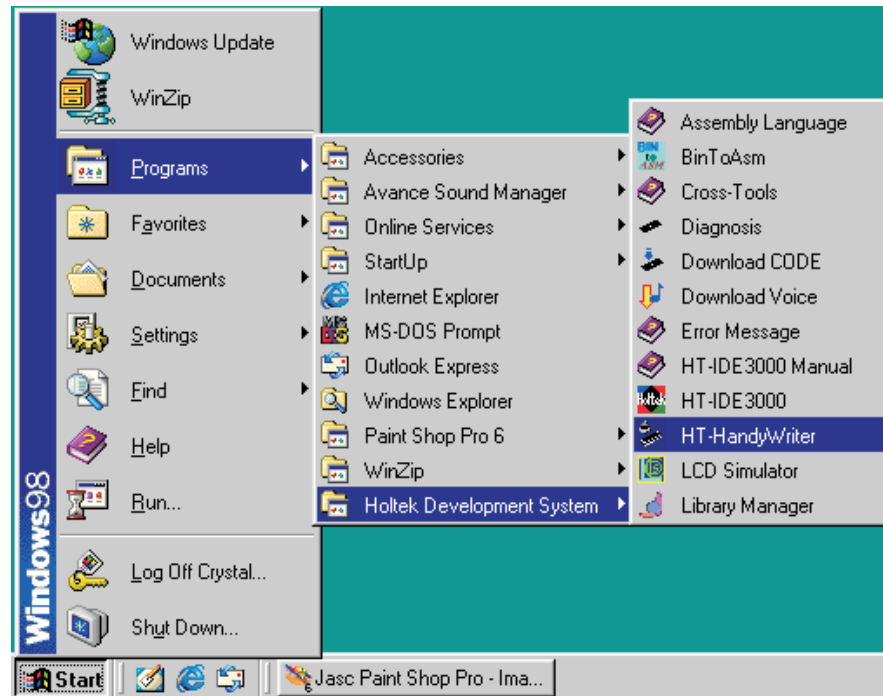 Windows98
Windows Update
WinZip
Programs
Favorites
Documents
Settings
Find
Help
Run...
Log Off Crystal...
Shut Down...
Accessories
Avance Sound Manager
Online Services
StartUp
Internet Explorer
MS-DOS Prompt
Outlook Express
Windows Explorer
Paint Shop Pro 6
WinZip
Holtek Development System
Assembly Language
BinToAsm
Cross-Tools
Diagnosis
Download CODE
Download Voice
Error Message
HT-IDE3000 Manual
HT-IDE3000
HT-HandyWriter
LCD Simulator
Library Manager
Start
Jasc Paint Shop Pro - Ima...